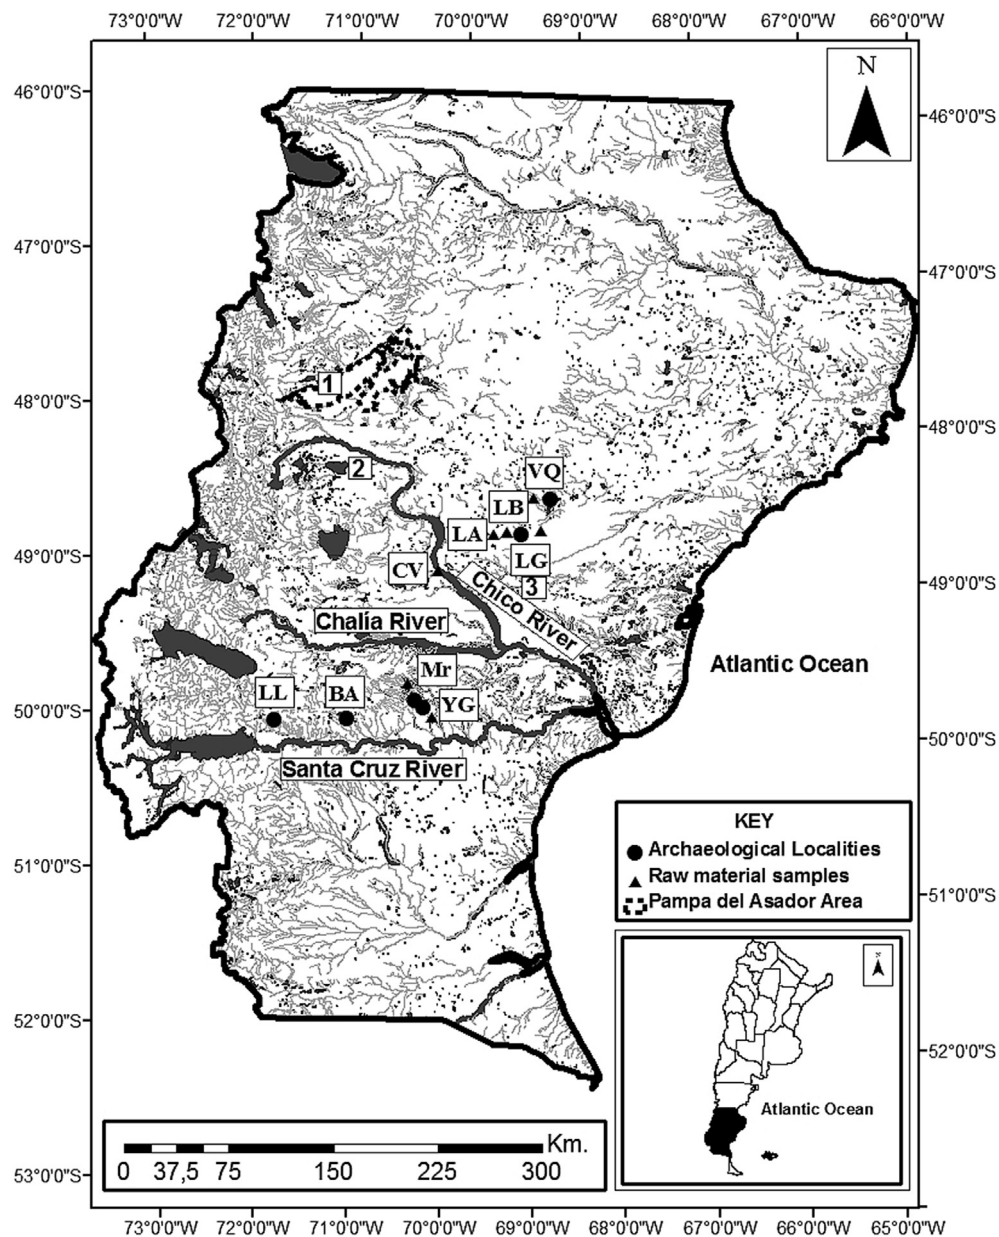 73°0'0"W 72°0'0"W 71°0'0"W 70°0'0"W 69°0'0"W 68°0'0"W 67°0'0"W 66°0'0"W
N
46°0'0"S
46°0'0"S
47°0'0"S
47°0'0"S
1
48°0'0"S
48°0'0"S
2
VQ
LB
LA
LG
49°0'0"S
CV
3
49°0'0"S
Chico River
Chalía River
Atlantic Ocean
Mr
LL
BA
YG
50°0'0"S
50°0'0"S
Santa Cruz River
KEY
Archaeological Localities
Raw material samples
Pampa del Asador Area
51°0'0"S
51°0'0"S
N
52°0'0"S
52°0'0"S
Atlantic Ocean
Km.
0 37,5 75 150 225 300
53°0'0"S
73°0'0"W 72°0'0"W 71°0'0"W 70°0'0"W 69°0'0"W 68°0'0"W 67°0'0"W 66°0'0"W 65°0'0"W